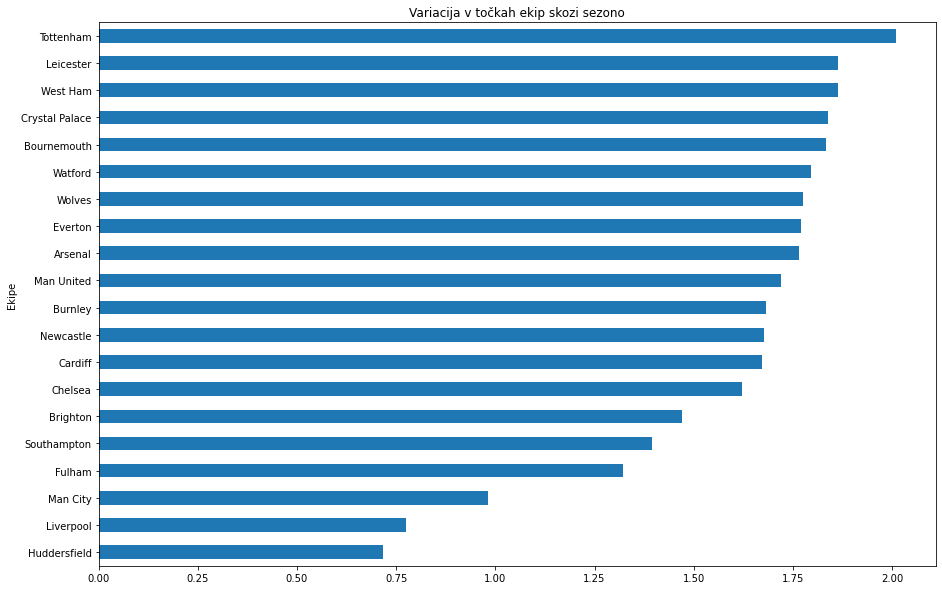 Variacija v točkah ekip skozi sezono
Ekipe
Tottenham
Leicester
West Ham
Crystal Palace
Bournemouth
Watford
Wolves
Everton
Arsenal
Man United
Burnley
Newcastle
Cardiff
Chelsea
Brighton
Southampton
Fulham
Man City
Liverpool
Huddersfield
0.00 0.25 0.50 0.75 1.00 1.25 1.50 1.75 2.00